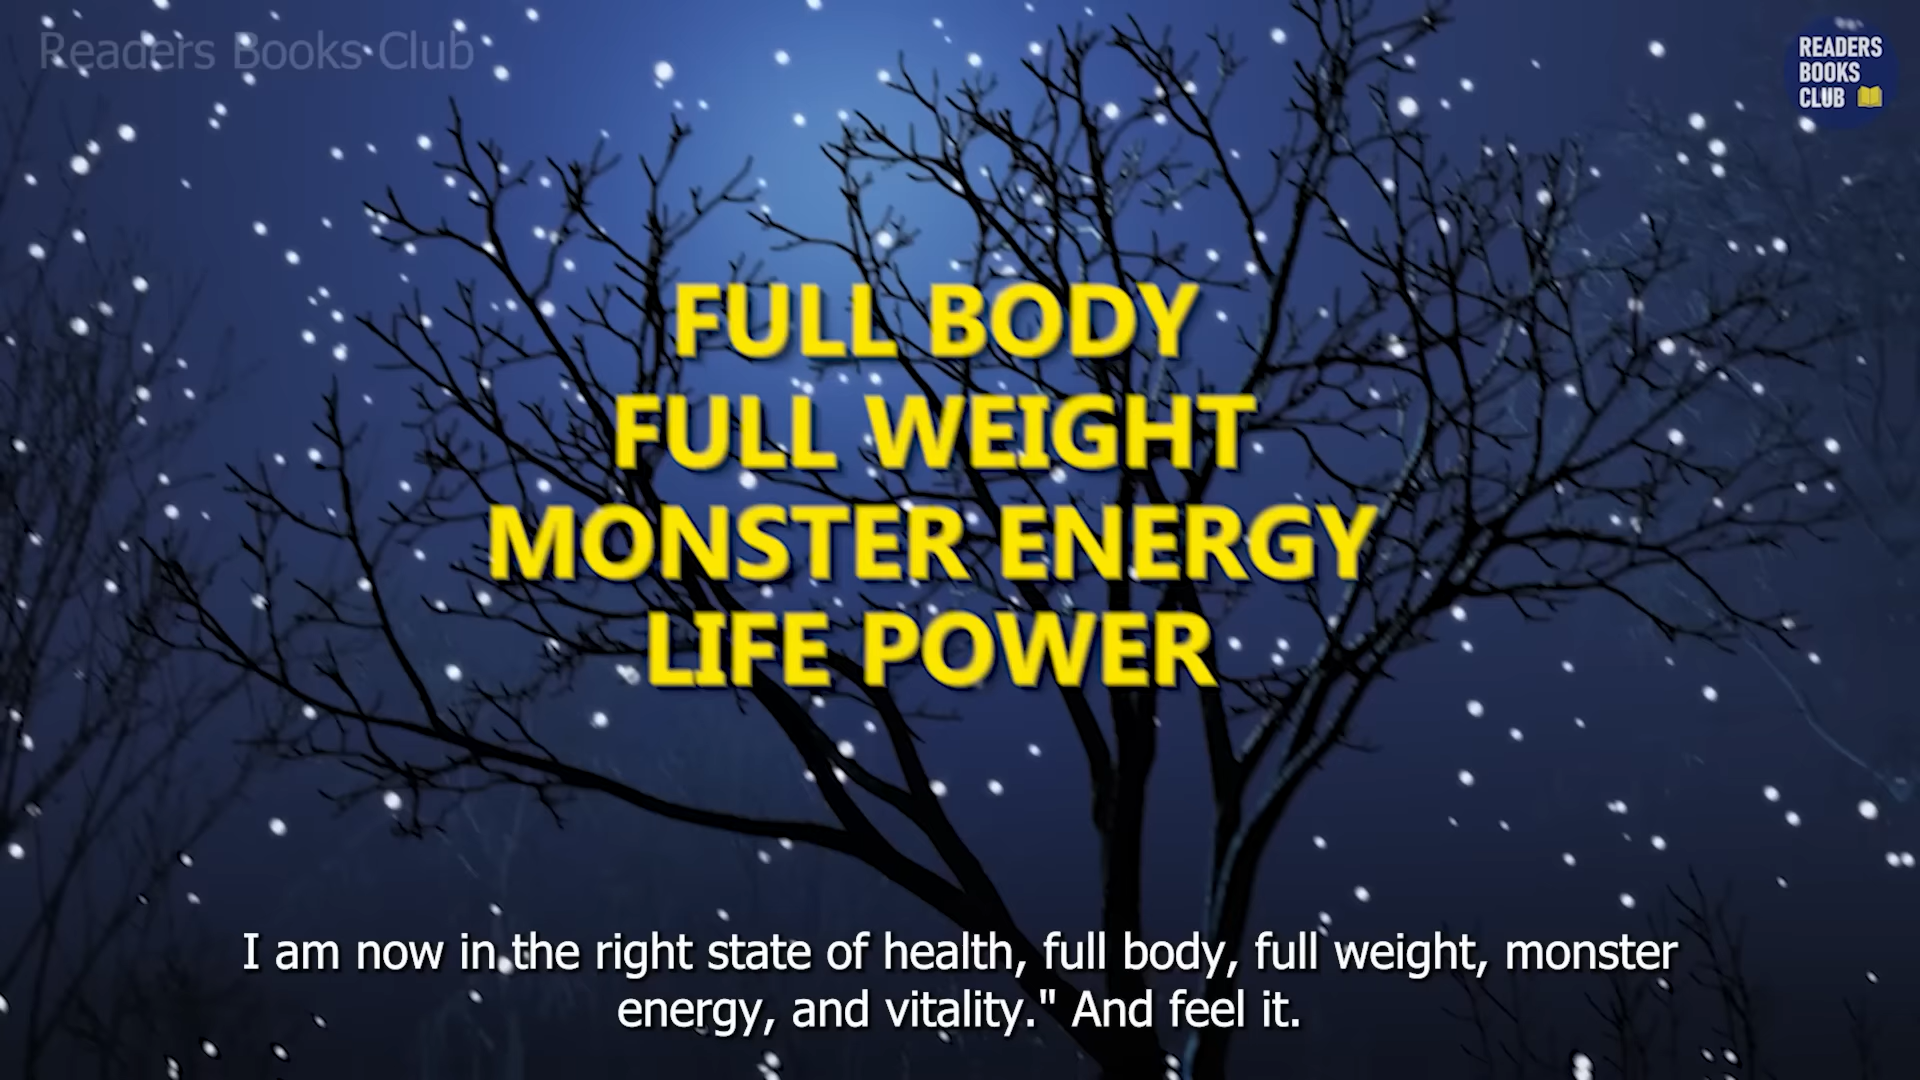 Readers Books Club
READERS
BOOKS
CLUB
FULL BODY
FULL WEIGHT
MONSTER ENERGY
LIFE POWER
I am now in the right state of health, full body, full weight, monster
energy, and vitality." And feel it.